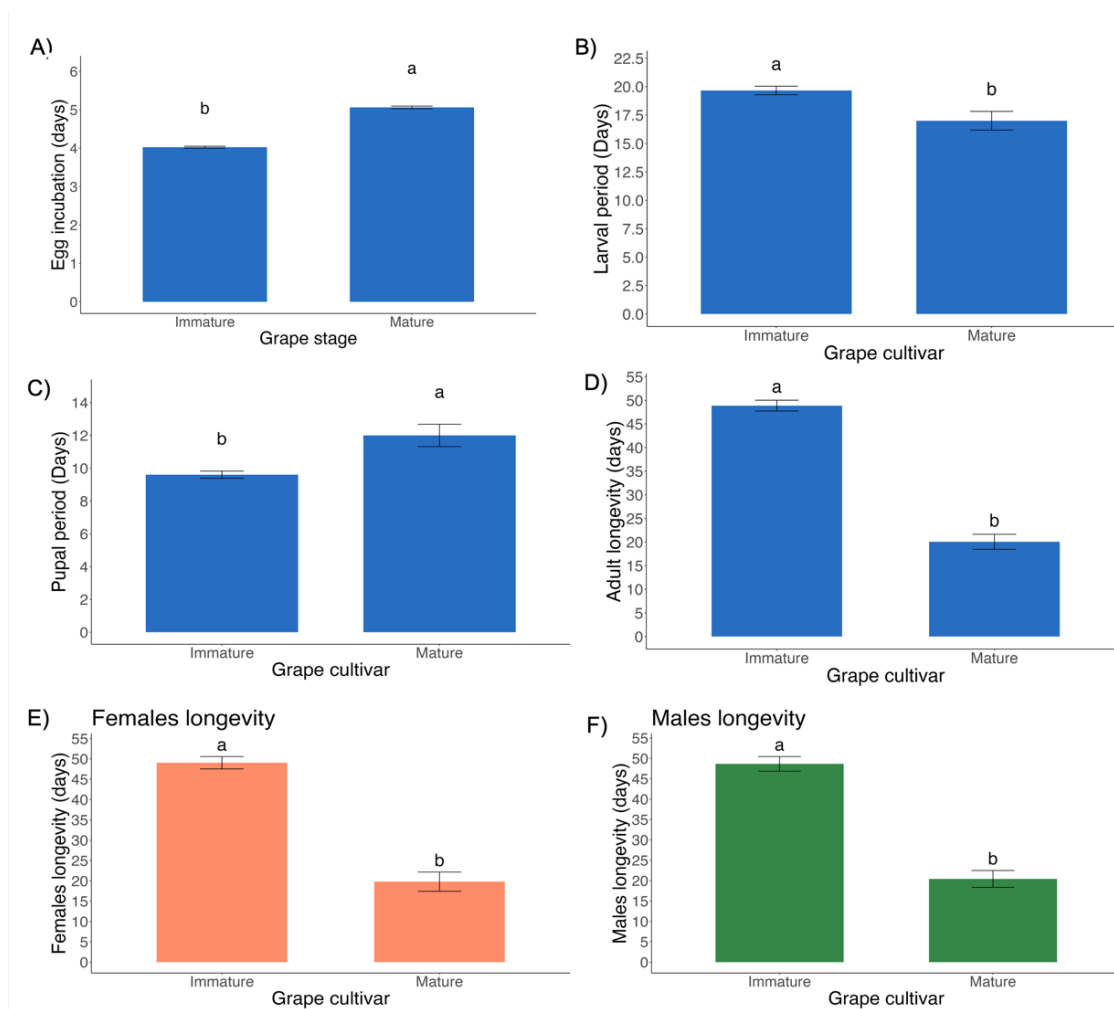 A)
Egg incubation (days)
6
5
4
3
2
1
0
b
a
Immature
Mature
Grape stage
B)
Larval period (Days)
22.5
20.0
17.5
15.0
12.5
10.0
7.5
5.0
2.5
0.0
a
b
Immature
Mature
Grape cultivar
C)
Pupal period (Days)
14
12
10
8
6
4
2
0
b
a
Immature
Mature
Grape cultivar
D)
Adult longevity (days)
55
50
45
40
35
30
25
20
15
10
5
0
a
b
Immature
Mature
Grape cultivar
E)
Females longevity
Females longevity (days)
55
50
45
40
35
30
25
20
15
10
5
0
a
b
Immature
Mature
Grape cultivar
F)
Males longevity
Males longevity (days)
55
50
45
40
35
30
25
20
15
10
5
0
a
b
Immature
Mature
Grape cultivar